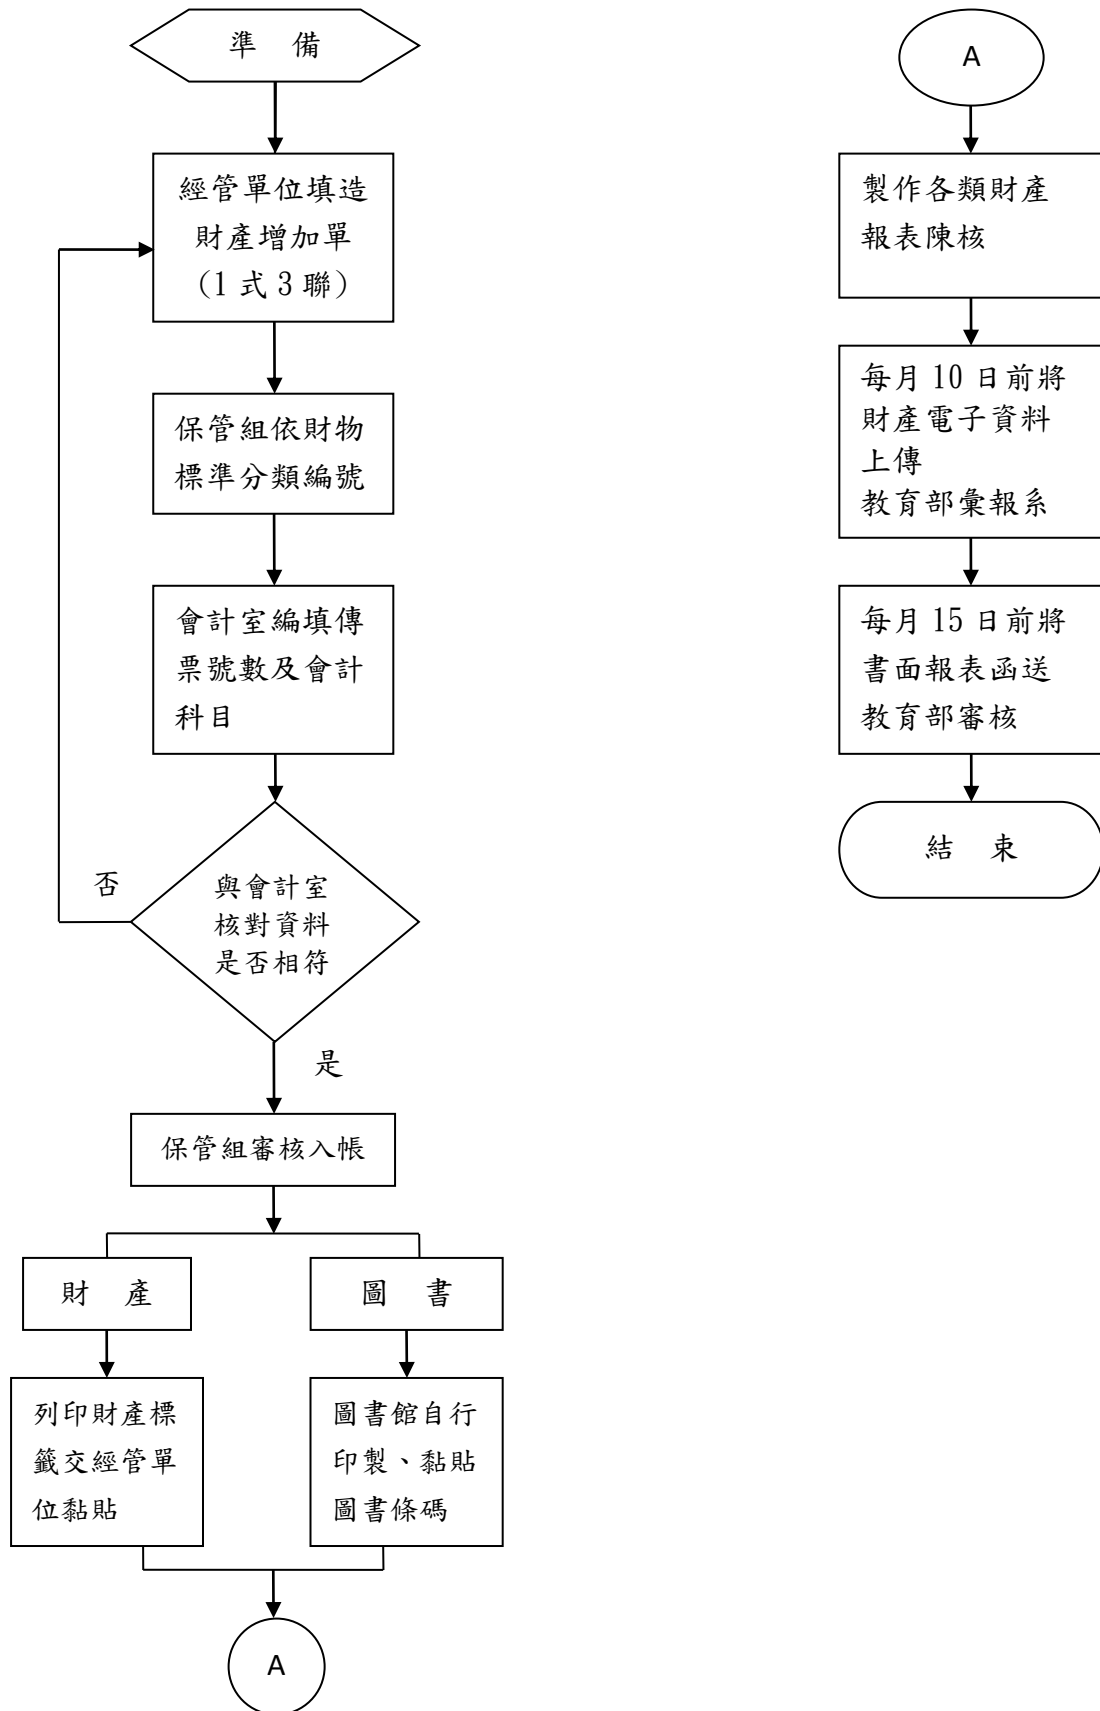 準 備
經管單位填造
財產增加單
(1 式 3 聯)
保管組依財物
標準分類編號
會計室編填傳
票號數及會計
科目
否
與會計室
核對資料
是否相符
是
保管組審核入帳
財 產
圖 書
列印財產標
籤交經管單
位黏貼
圖書館自行
印製、黏貼
圖書條碼
A
A
製作各類財產
報表陳核
每月 10 日前將
財產電子資料
上傳
教育部彙報系
每月 15 日前將
書面報表函送
教育部審核
結 束